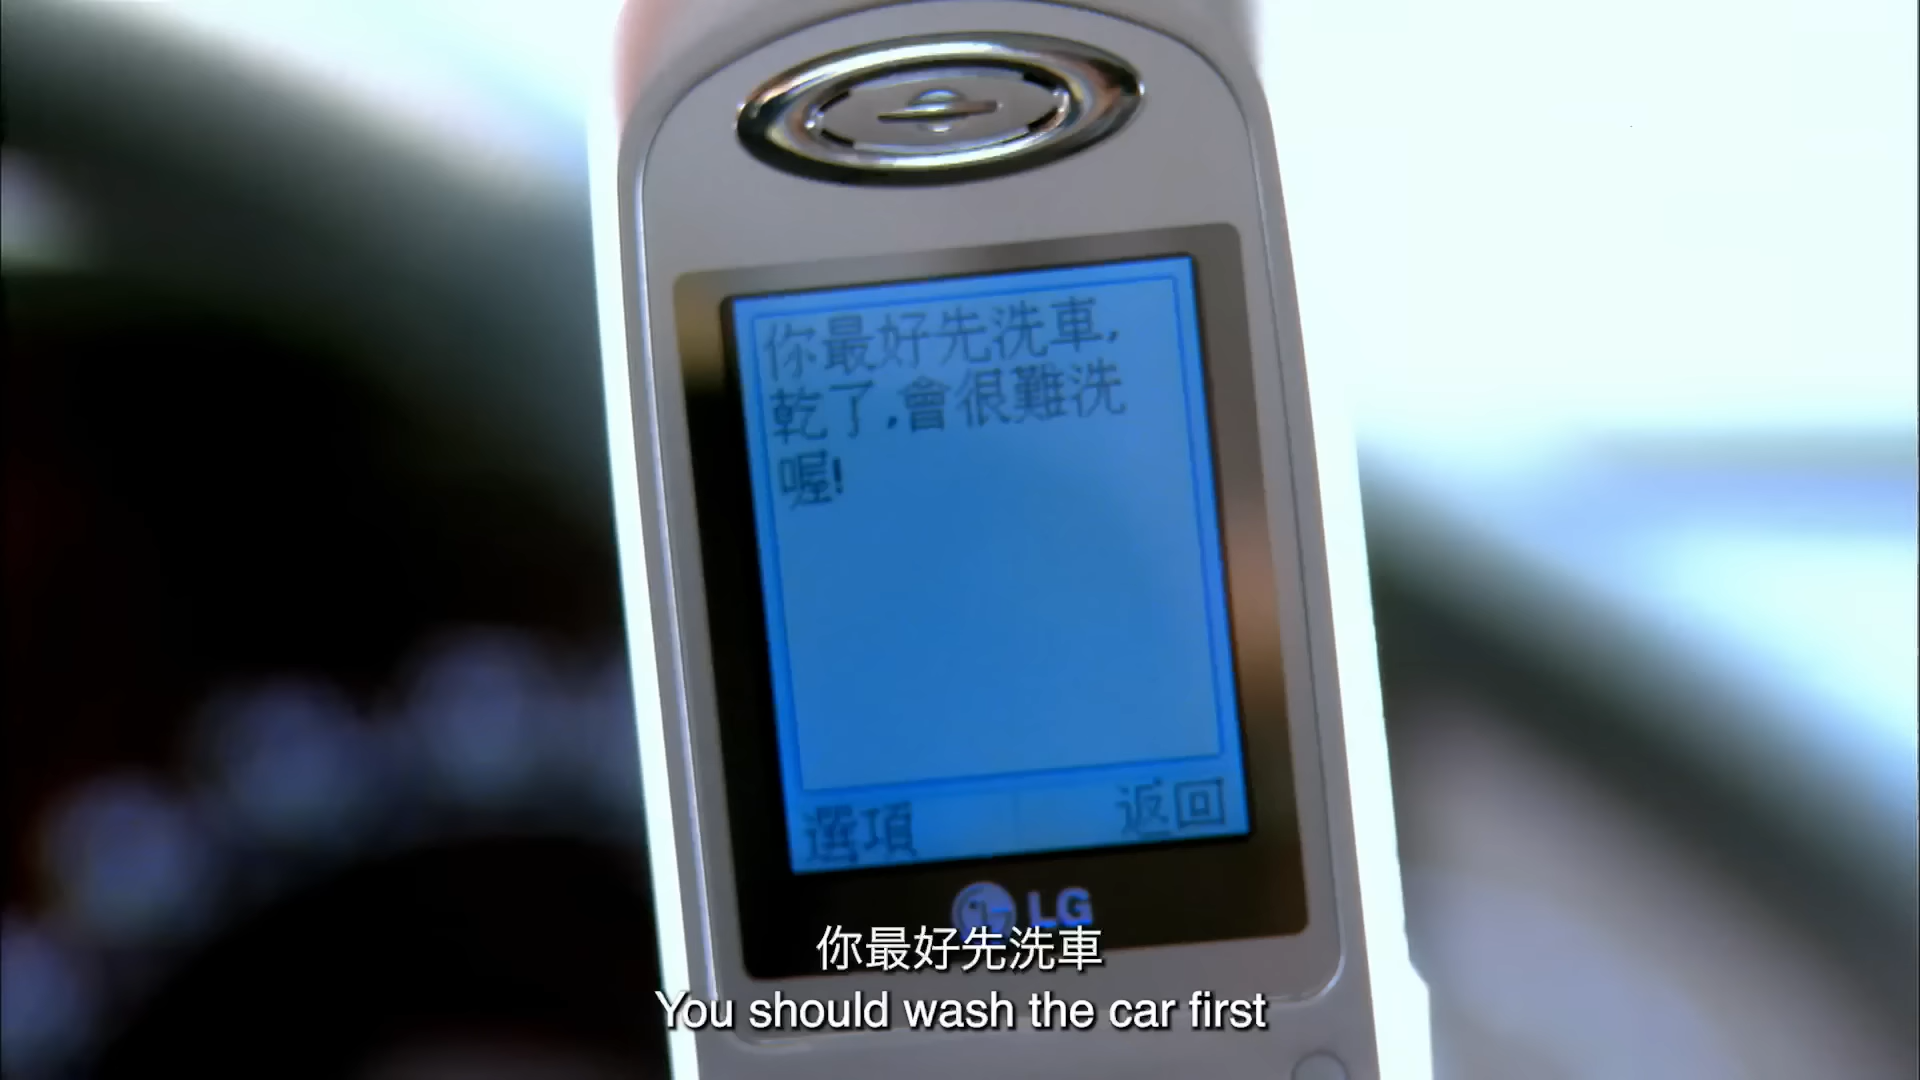 你最好先洗車,
乾了,會很難洗
喔!
選項
返回
LG
你最好先洗車
You should wash the car first